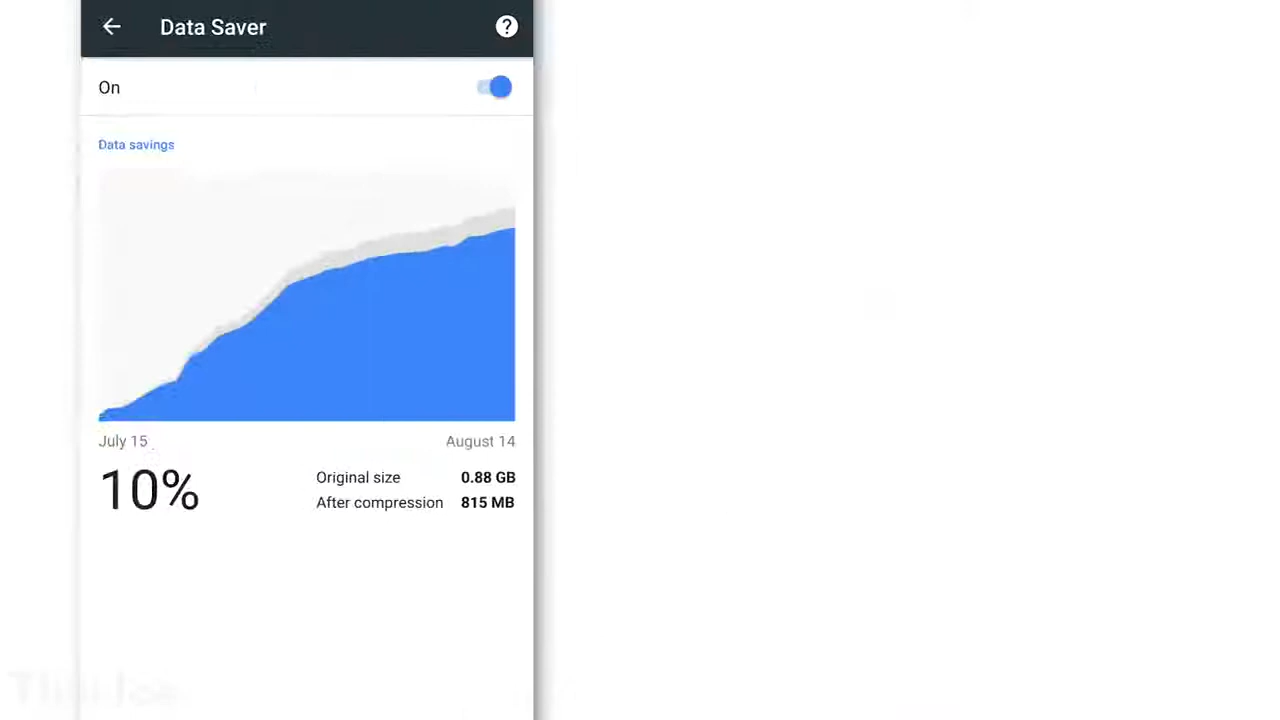 Data Saver
On
Data savings
July 15 August 14
10%
Original size 0.88 GB
After compression 815 MB